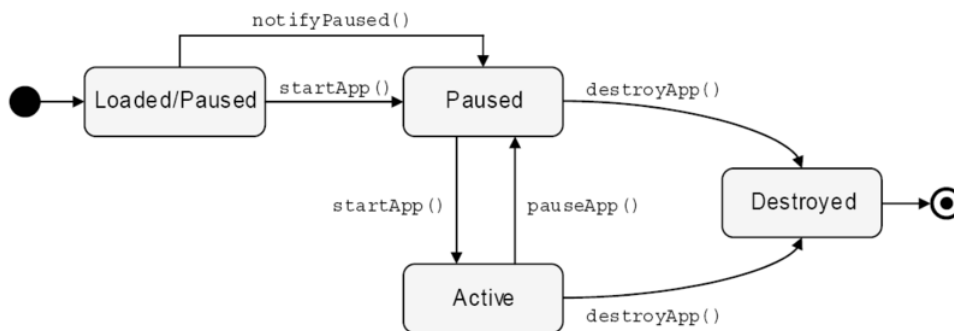 notifyPaused()
Loaded/Paused
startApp()
Paused
destroyApp()
startApp()
pauseApp()
Destroyed
Active
destroyApp()